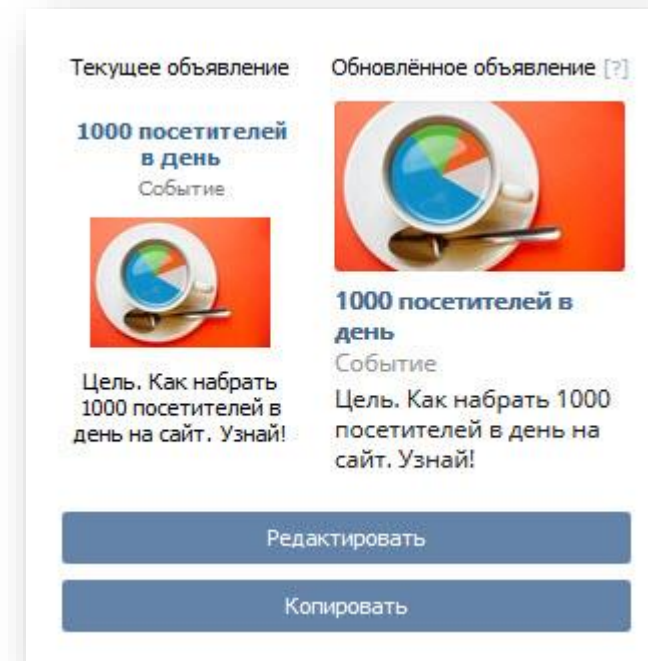 Текущее объявление
1000 посетителей
в день
Событие
Цель. Как набрать
1000 посетителей в
день на сайт. Узнай!
Обновлённое объявление [?]
1000 посетителей в
день
Событие
Цель. Как набрать 1000
посетителей в день на
сайт. Узнай!
Редактировать
Копировать